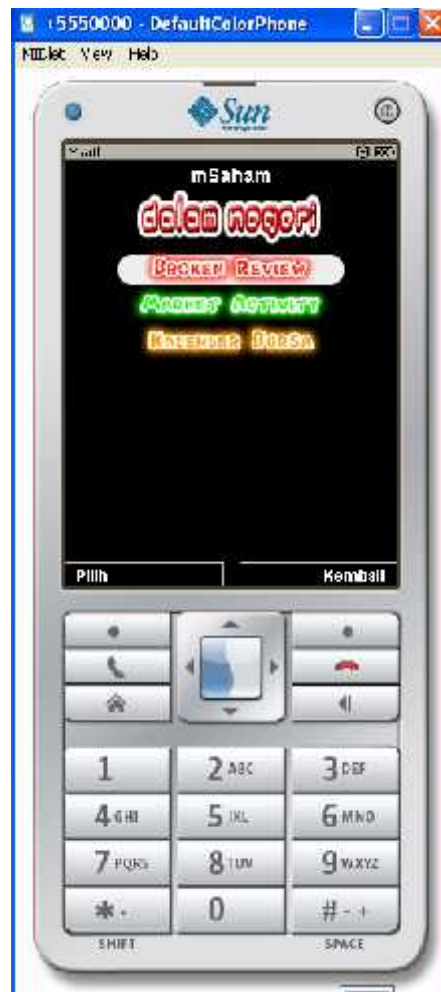 +5550000 - DefaultColorPhone
MIDlet View Help
Sun
mSaham
dalam negeri
Broker Review
Market Activity
Kalender Bursa
Pilih
Kembali
1
2 ABC
3 DEF
4 GHI
5 JKL
6 MNO
7 PQRS
8 TUV
9 WXYZ
* .
0
# - +
SHIFT
SPACE